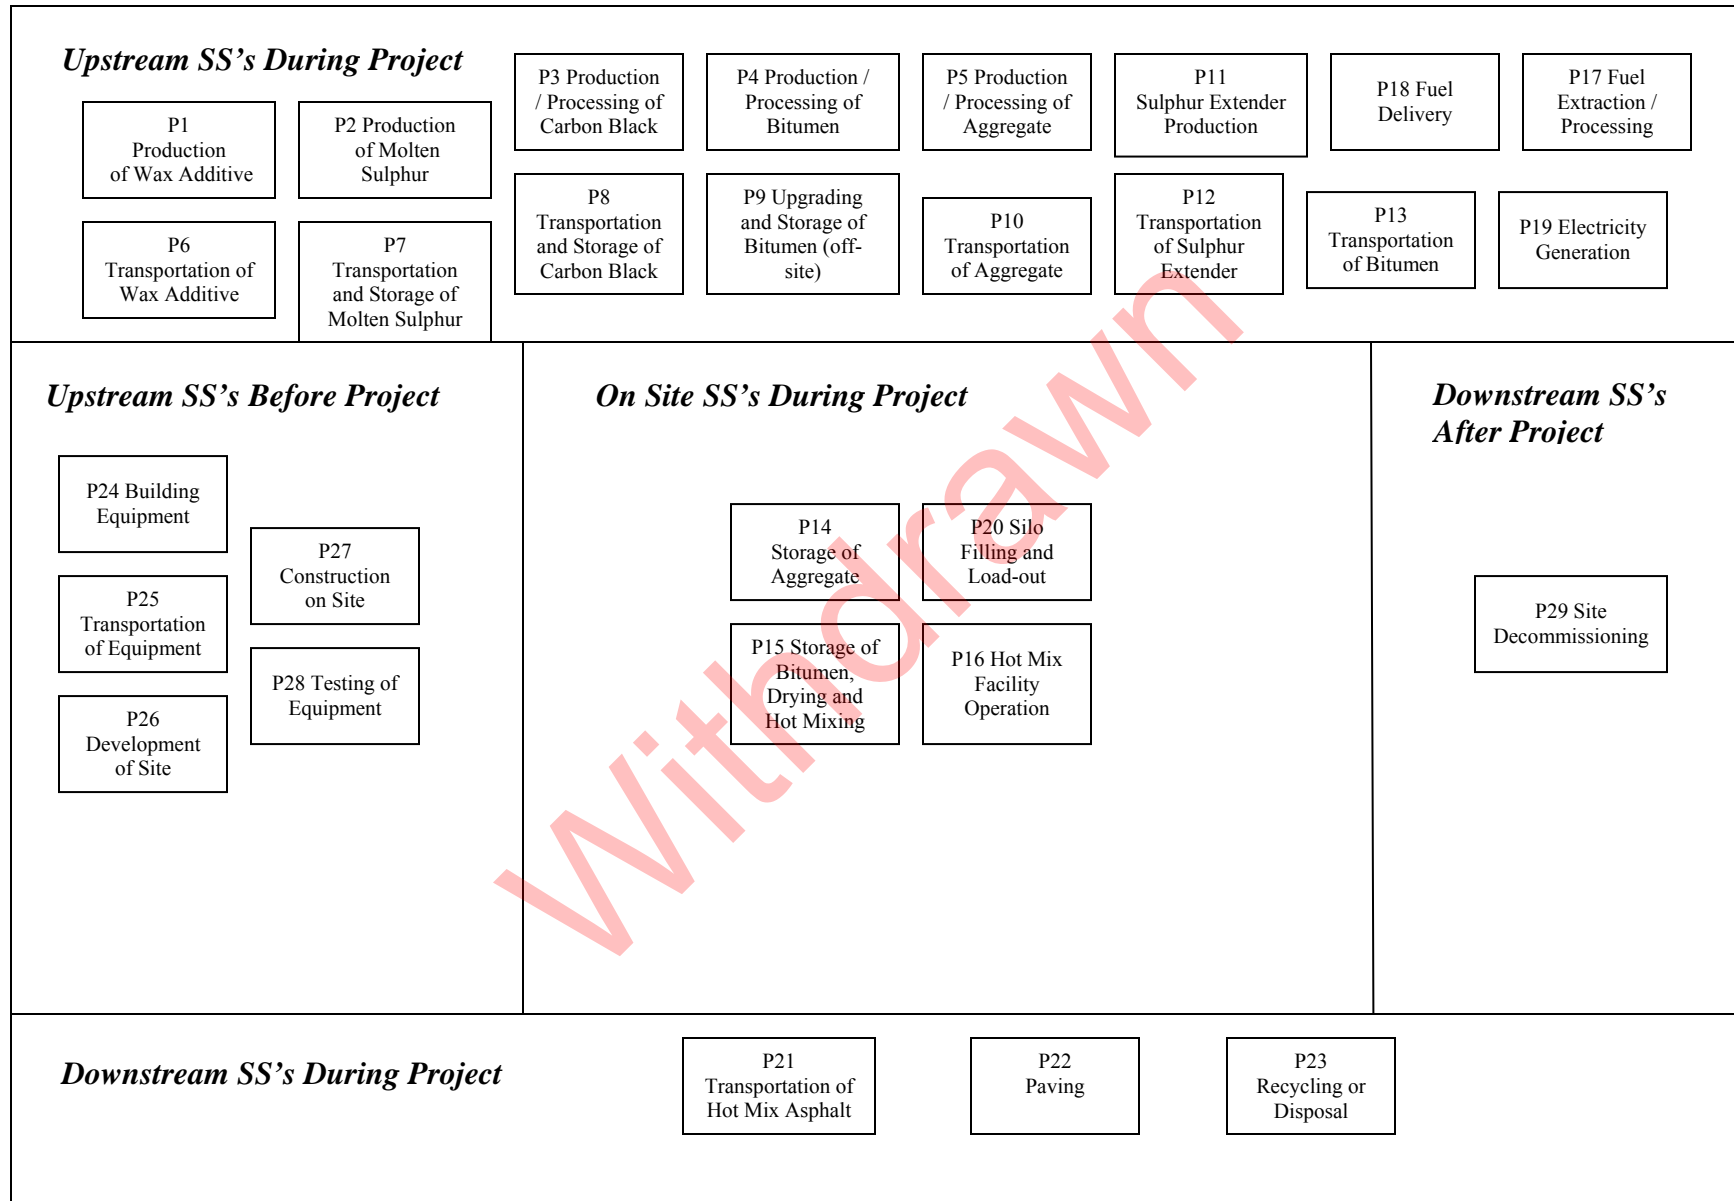 Upstream SS's During Project
P1
Production
of Wax Additive
P2 Production
of Molten
Sulphur
P3 Production
/ Processing of
Carbon Black
P4 Production /
Processing of
Bitumen
P5 Production
/ Processing of
Aggregate
P11
Sulphur Extender
Production
P18 Fuel
Delivery
P17 Fuel
Extraction /
Processing
P6
Transportation of
Wax Additive
P7
Transportation
and Storage of
Molten Sulphur
P8
Transportation
and Storage of
Carbon Black
P9 Upgrading
and Storage of
Bitumen (off-
site)
P10
Transportation
of Aggregate
P12
Transportation
of Sulphur
Extender
P13
Transportation
of Bitumen
P19 Electricity
Generation
Upstream SS's Before Project
P24 Building
Equipment
P25
Transportation
of Equipment
P26
Development
of Site
P27
Construction
on Site
P28 Testing of
Equipment
On Site SS's During Project
P14
Storage of
Aggregate
P20 Silo
Filling and
Load-out
P15 Storage of
Bitumen,
Drying and
Hot Mixing
P16 Hot Mix
Facility
Operation
Downstream SS's
After Project
P29 Site
Decommissioning
Downstream SS's During Project
P21
Transportation of
Hot Mix Asphalt
P22
Paving
P23
Recycling or
Disposal
Withdrawn